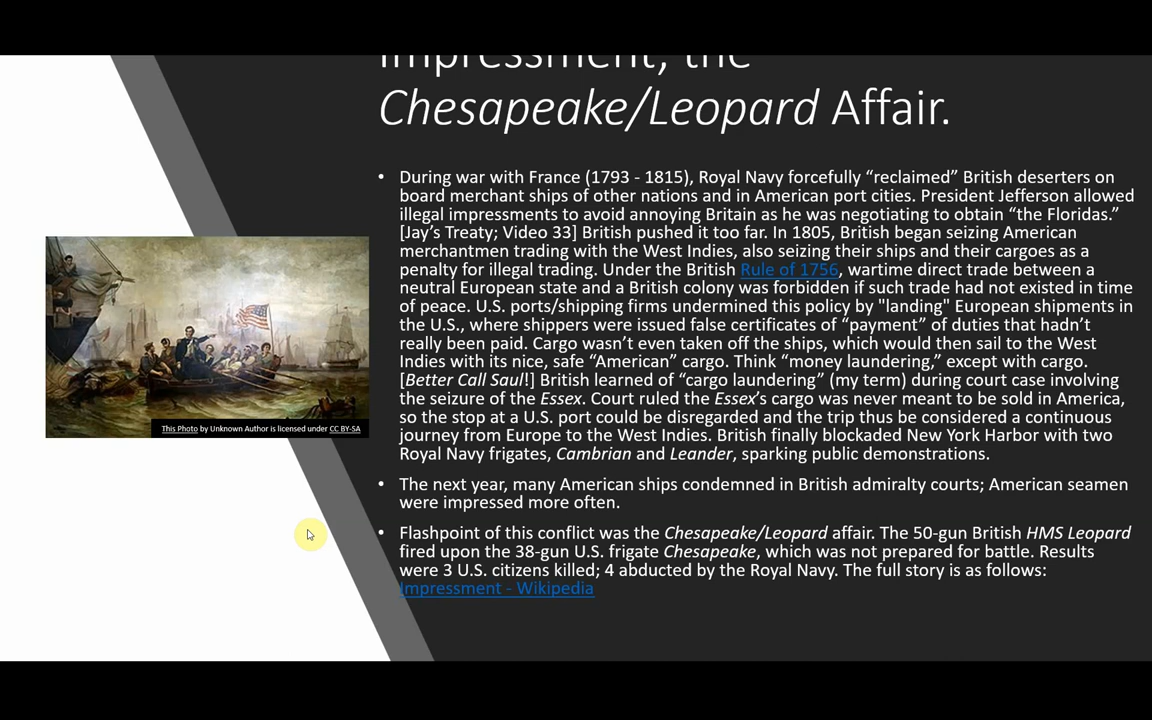 Impressment, the
Chesapeake/Leopard Affair.
• During war with France (1793 - 1815), Royal Navy forcefully “reclaimed” British deserters on
board merchant ships of other nations and in American port cities. President Jefferson allowed
illegal impressments to avoid annoying Britain as he was negotiating to obtain “the Floridas.”
[Jay’s Treaty; Video 33] British pushed it too far. In 1805, British began seizing American
merchantmen trading with the West Indies, also seizing their ships and their cargoes as a
penalty for illegal trading. Under the British Rule of 1756, wartime direct trade between a
neutral European state and a British colony was forbidden if such trade had not existed in time
of peace. U.S. ports/shipping firms undermined this policy by "landing" European shipments in
the U.S., where shippers were issued false certificates of “payment” of duties that hadn’t
really been paid. Cargo wasn’t even taken off the ships, which would then sail to the West
Indies with its nice, safe “American” cargo. Think “money laundering,” except with cargo.
[Better Call Saul!] British learned of “cargo laundering” (my term) during court case involving
the seizure of the Essex. Court ruled the Essex’s cargo was never meant to be sold in America,
so the stop at a U.S. port could be disregarded and the trip thus be considered a continuous
journey from Europe to the West Indies. British finally blockaded New York Harbor with two
Royal Navy frigates, Cambrian and Leander, sparking public demonstrations.
• The next year, many American ships condemned in British admiralty courts; American seamen
were impressed more often.
• Flashpoint of this conflict was the Chesapeake/Leopard affair. The 50-gun British HMS Leopard
fired upon the 38-gun U.S. frigate Chesapeake, which was not prepared for battle. Results
were 3 U.S. citizens killed; 4 abducted by the Royal Navy. The full story is as follows:
Impressment - Wikipedia
This Photo by Unknown Author is licensed under CC BY-SA